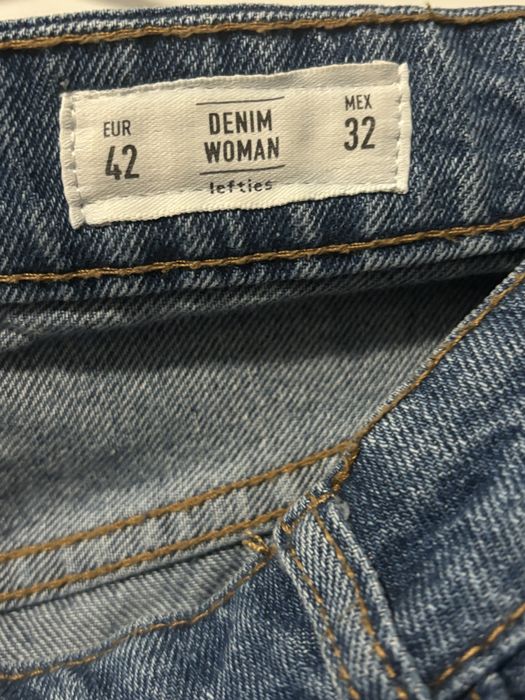 EUR
42
DENIM
WOMAN
lefties
MEX
32